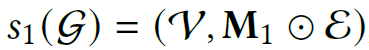 s₁(𝒢) = (𝒱, 𝐌₁ ⊙ ℰ)